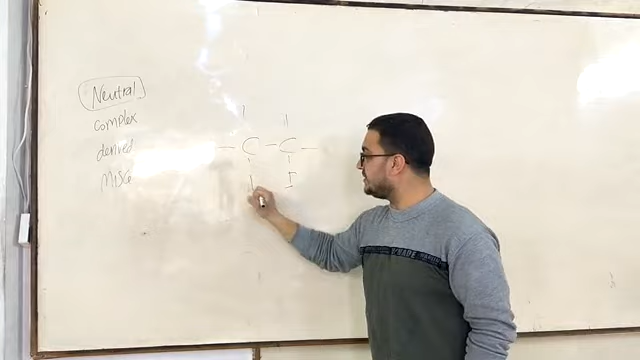 Neutral
complex
derived
Misc
— C — C —
I